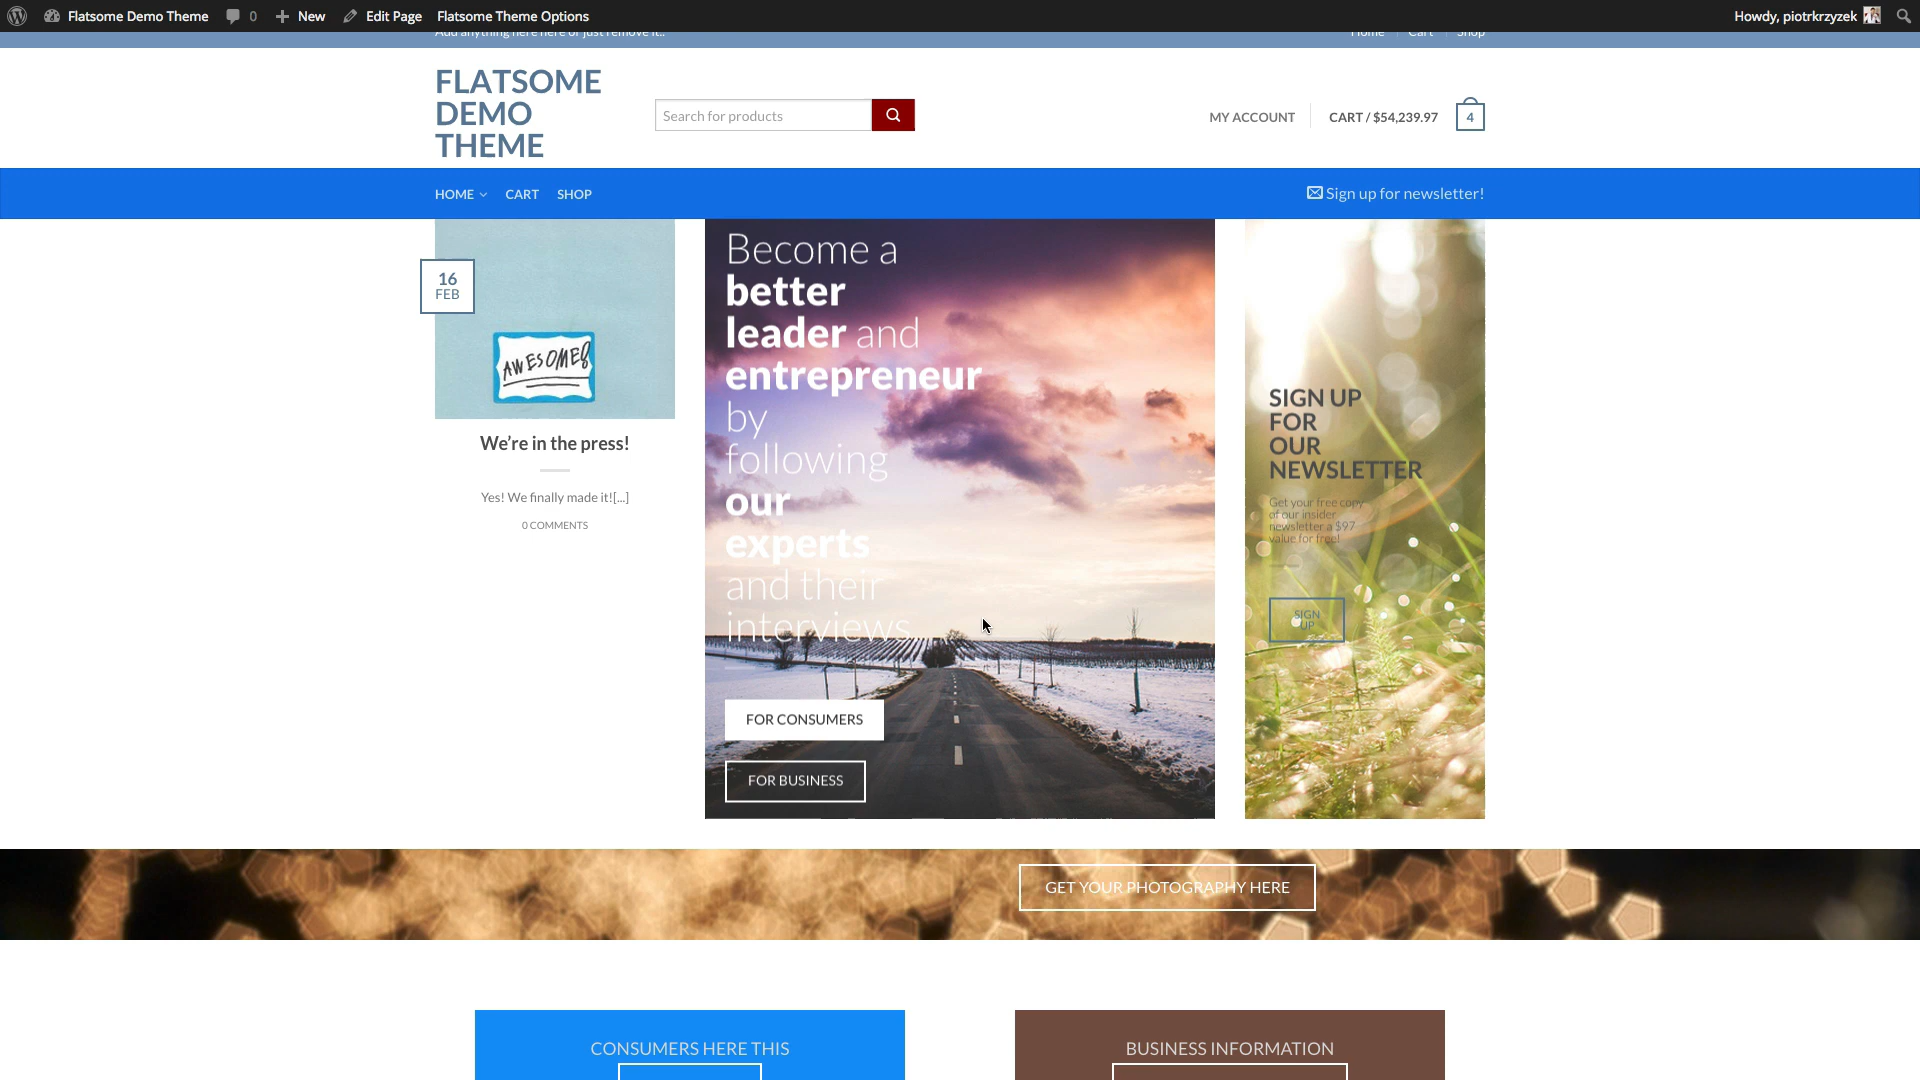 Flatsome Demo Theme 0 New Edit Page Flatsome Theme Options Howdy, piotrkrzyzek
Add anything here here or just remove it.. Home Cart Shop
FLATSOME
DEMO
THEME
Search for products
MY ACCOUNT CART / $54,239.97 4
HOME CART SHOP Sign up for newsletter!
16
FEB
AWESOME!
We're in the press!
Yes! We finally made it![...]
0 COMMENTS
Become a
better
leader and
entrepreneur
by
following
our
experts
and their
interviews...
FOR CONSUMERS
FOR BUSINESS
SIGN UP
FOR
OUR
NEWSLETTER
Get your free copy
of our insider
newsletter a $97
value for free!
SIGN
UP
GET YOUR PHOTOGRAPHY HERE
CONSUMERS HERE THIS
BUSINESS INFORMATION